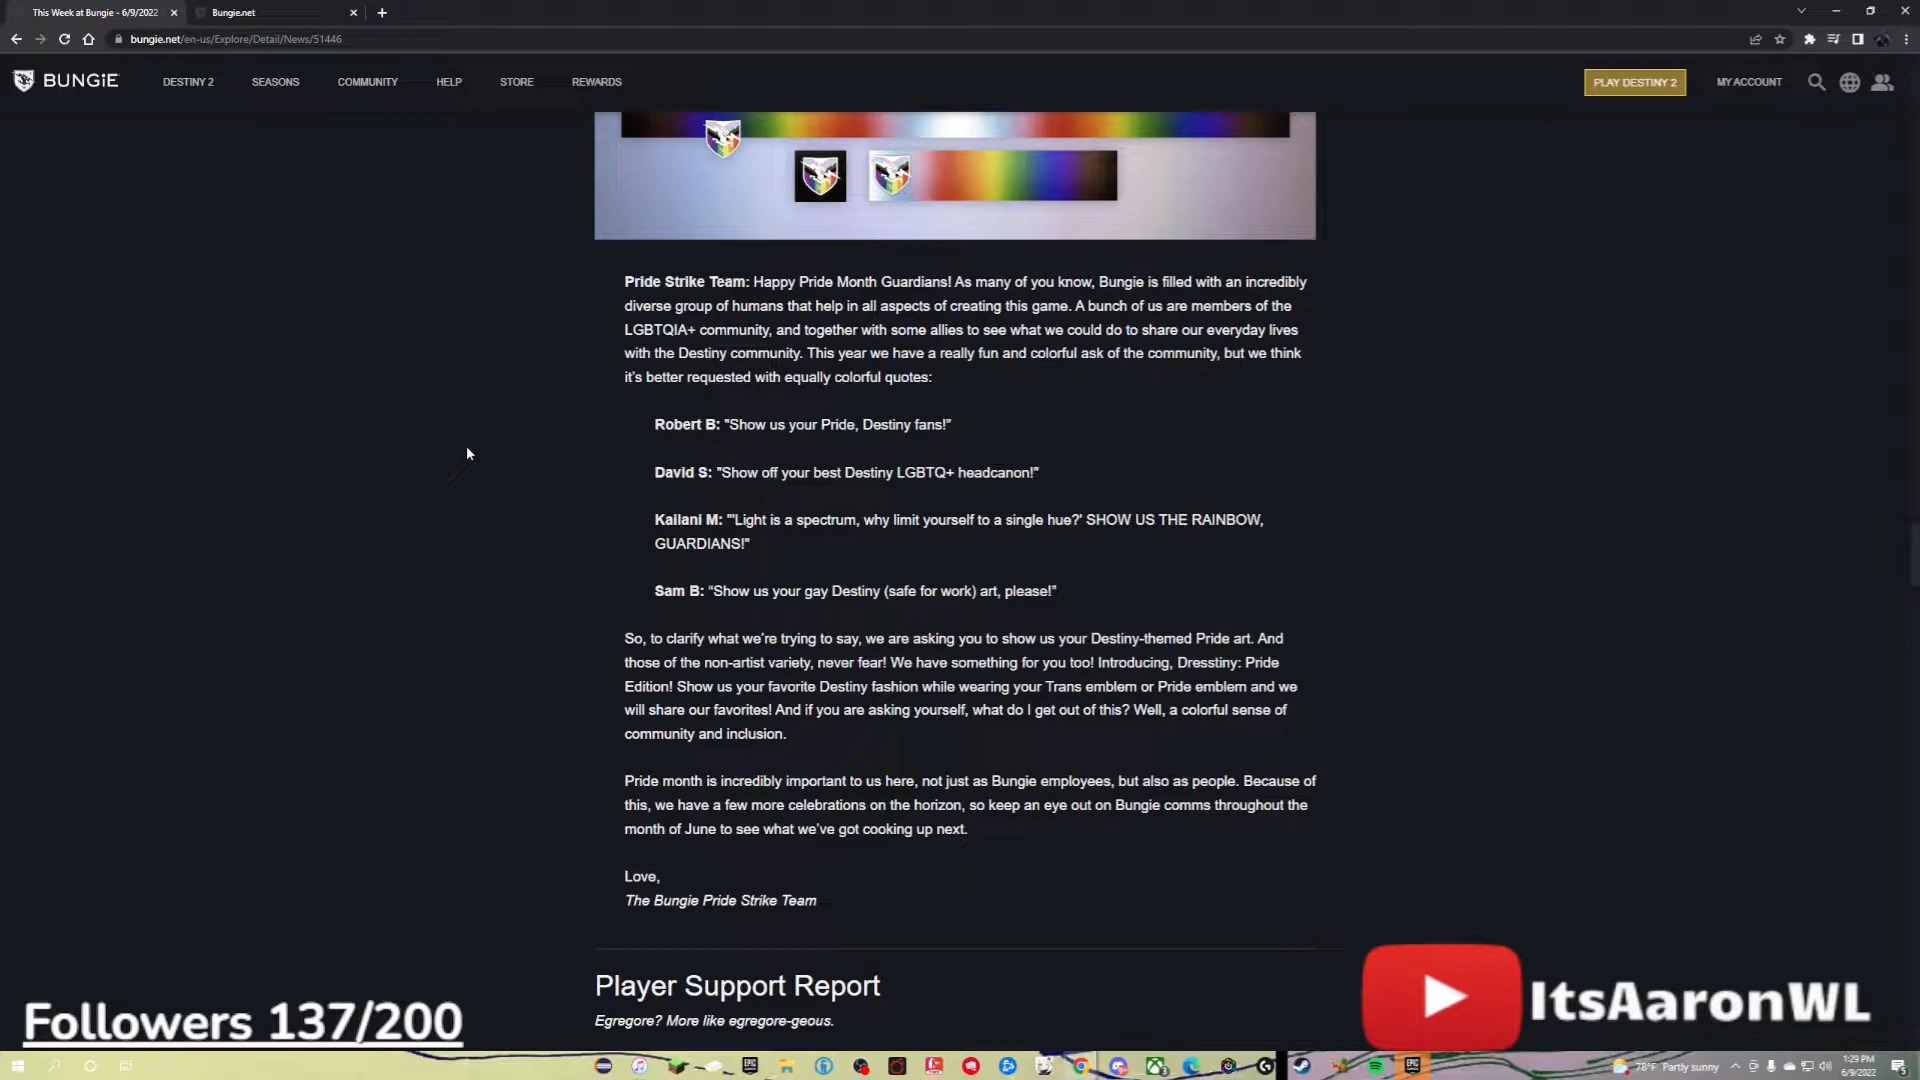 This Week at Bungie - 6/9/2022
Bungie.net
bungie.net/en-us/Explore/Detail/News/51446
BUNGiE
DESTINY 2
SEASONS
COMMUNITY
HELP
STORE
REWARDS
PLAY DESTINY 2
MY ACCOUNT
Pride Strike Team: Happy Pride Month Guardians! As many of you know, Bungie is filled with an incredibly
diverse group of humans that help in all aspects of creating this game. A bunch of us are members of the
LGBTQIA+ community, and together with some allies to see what we could do to share our everyday lives
with the Destiny community. This year we have a really fun and colorful ask of the community, but we think
it's better requested with equally colorful quotes:
Robert B: "Show us your Pride, Destiny fans!"
David S: "Show off your best Destiny LGBTQ+ headcanon!"
Kailani M: "'Light is a spectrum, why limit yourself to a single hue?' SHOW US THE RAINBOW,
GUARDIANS!"
Sam B: “Show us your gay Destiny (safe for work) art, please!”
So, to clarify what we’re trying to say, we are asking you to show us your Destiny-themed Pride art. And
those of the non-artist variety, never fear! We have something for you too! Introducing, Dresstiny: Pride
Edition! Show us your favorite Destiny fashion while wearing your Trans emblem or Pride emblem and we
will share our favorites! And if you are asking yourself, what do I get out of this? Well, a colorful sense of
community and inclusion.
Pride month is incredibly important to us here, not just as Bungie employees, but also as people. Because of
this, we have a few more celebrations on the horizon, so keep an eye out on Bungie comms throughout the
month of June to see what we’ve got cooking up next.
Love,
The Bungie Pride Strike Team
Player Support Report
Egregore? More like egregore-geous.
Followers 137/200
ItsAaronWL
78°F Partly sunny
1:29 PM
6/9/2022